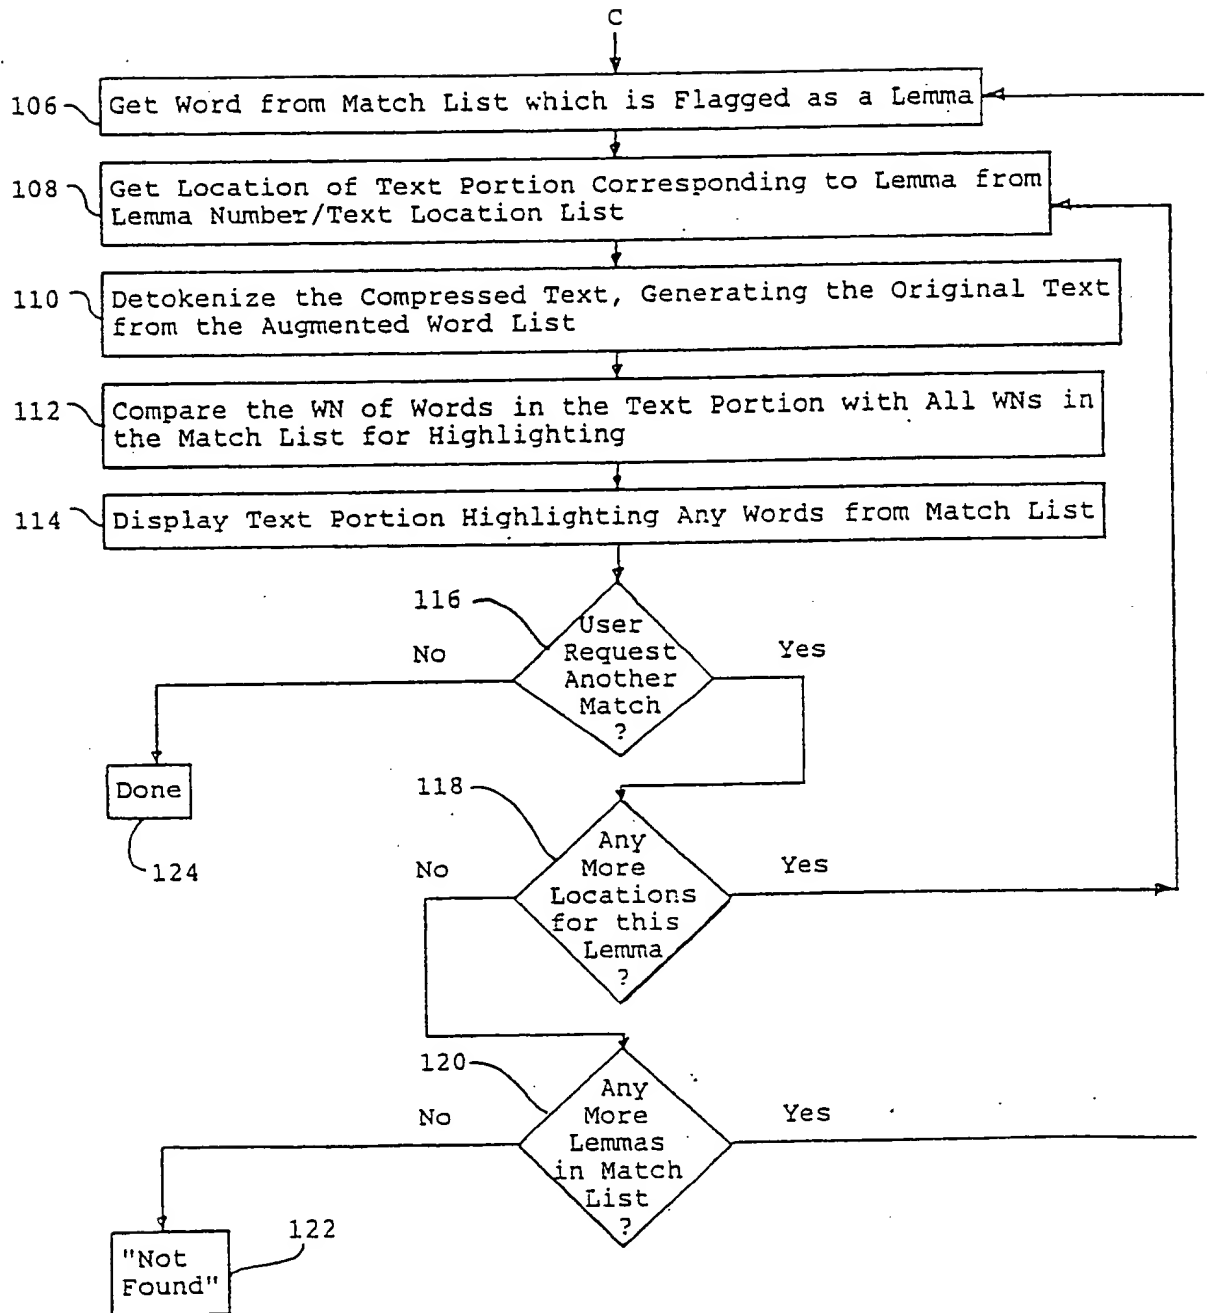 C
106
Get Word from Match List which is Flagged as a Lemma
108
Get Location of Text Portion Corresponding to Lemma from
Lemma Number/Text Location List
110
Detokenize the Compressed Text, Generating the Original Text
from the Augmented Word List
112
Compare the WN of Words in the Text Portion with All WNs in
the Match List for Highlighting
114
Display Text Portion Highlighting Any Words from Match List
116
User
Request
Another
Match
?
No
Yes
Done
124
118
Any
More
Locations
for this
Lemma
?
No
Yes
120
Any
More
Lemmas
in Match
List
?
No
Yes
"Not
Found"
122